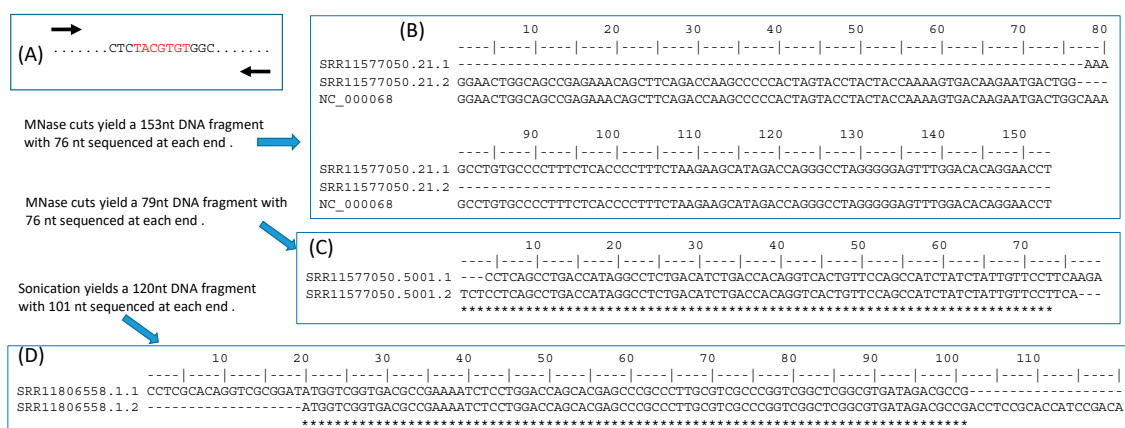 (A)
.......CTCTACGTGTGGC.......
MNase cuts yield a 153nt DNA fragment
with 76 nt sequenced at each end .
MNase cuts yield a 79nt DNA fragment with
76 nt sequenced at each end .
Sonication yields a 120nt DNA fragment
with 101 nt sequenced at each end .
(B)
10 20 30 40 50 60 70 80
----|----|----|----|----|----|----|----|----|----|----|----|----|----|----|----|
SRR11577050.21.1 -----------------------------------------------------------------------------AAA
SRR11577050.21.2 GGAACTGGCAGCCGAGAAACAGCTTCAGACCAAGCCCCCACTAGTACCTACTACCAAAAGTGACAAGAATGACTGG----
NC_000068 GGAACTGGCAGCCGAGAAACAGCTTCAGACCAAGCCCCCACTAGTACCTACTACCAAAAGTGACAAGAATGACTGGCAAA
90 100 110 120 130 140 150
----|----|----|----|----|----|----|----|----|----|----|----|----|----|---
SRR11577050.21.1 GCCTGTGCCCCTTTCTCACCCCTTTCTAAGAAGCATAGACCAGGGCCTAGGGGGAGTTTGGACACAGGAACCT
SRR11577050.21.2 -------------------------------------------------------------------------
NC_000068 GCCTGTGCCCCTTTCTCACCCCTTTCTAAGAAGCATAGACCAGGGCCTAGGGGGAGTTTGGACACAGGAACCT
(C)
10 20 30 40 50 60 70
----|----|----|----|----|----|----|----|----|----|----|----|----|----|----|----
SRR11577050.5001.1 ---CCTCAGCCTGACCATAGGCCTCTGACATCTGACCACAGGTCACTGTTCCAGCCATCTATCTATTGTTCCTTCAAGA
SRR11577050.5001.2 TCTCCTCAGCCTGACCATAGGCCTCTGACATCTGACCACAGGTCACTGTTCCAGCCATCTATCTATTGTTCCTTCA---
*************************************************************************
(D)
10 20 30 40 50 60 70 80 90 100 110
----|----|----|----|----|----|----|----|----|----|----|----|----|----|----|----|----|----|----|----|----|----|----|----|
SRR11806558.1.1 CCTCGCACAGGTCGCGGATATGGTCGGTGACGCCGAAAATCTCCTGGACCAGCACGAGCCCGCCCTTGCGTCGCCCGGTCGGCTCGGCGTGATAGACGCCG-------------------
SRR11806558.1.2 -------------------ATGGTCGGTGACGCCGAAAATCTCCTGGACCAGCACGAGCCCGCCCTTGCGTCGCCCGGTCGGCTCGGCGTGATAGACGCCGACCTCCGCACCATCCGACA
**********************************************************************************